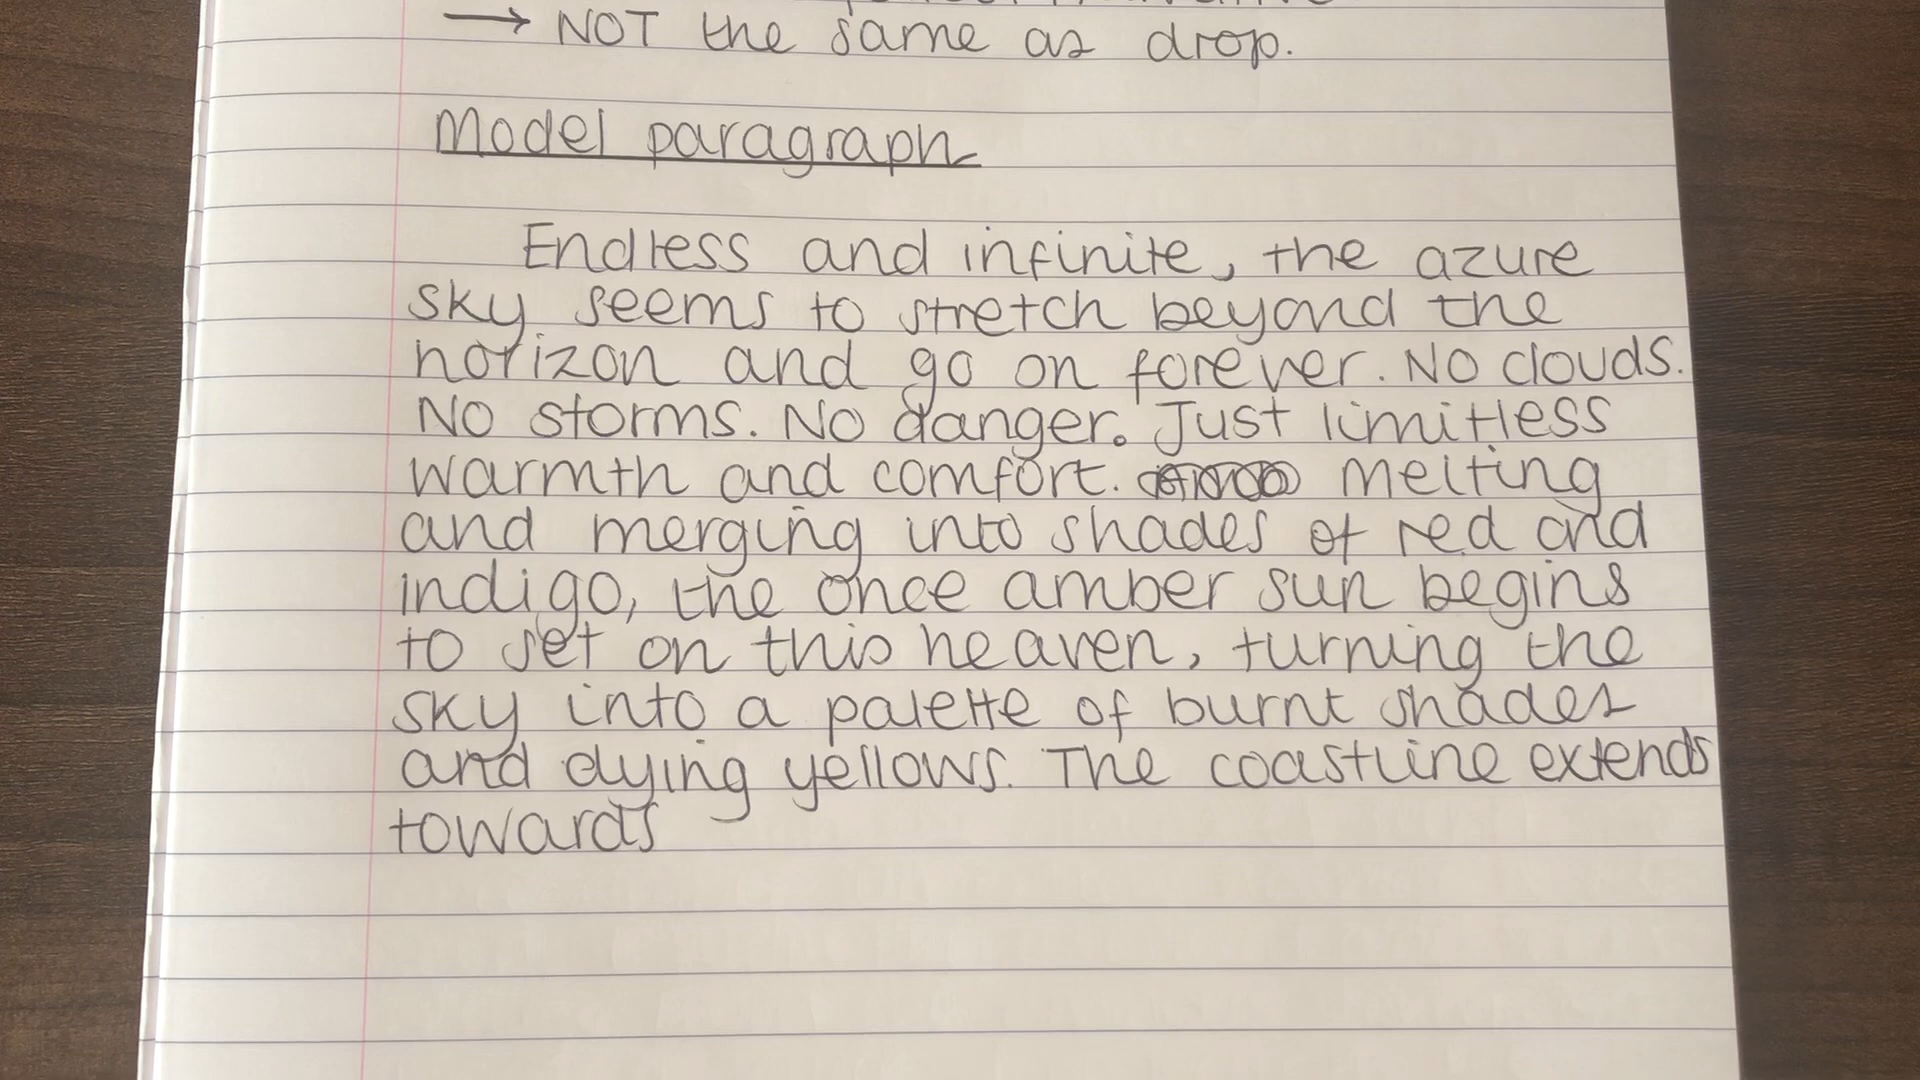 → NOT the same as drop.
Model paragraph
Endless and infinite, the azure
sky seems to stretch beyond the
horizon and go on forever. No clouds.
No storms. No danger. Just limitless
warmth and comfort. Melting
and merging into shades of red and
indigo, the once amber sun begins
to set on this heaven, turning the
sky into a palette of burnt shades
and dying yellows. The coastline extends
towards